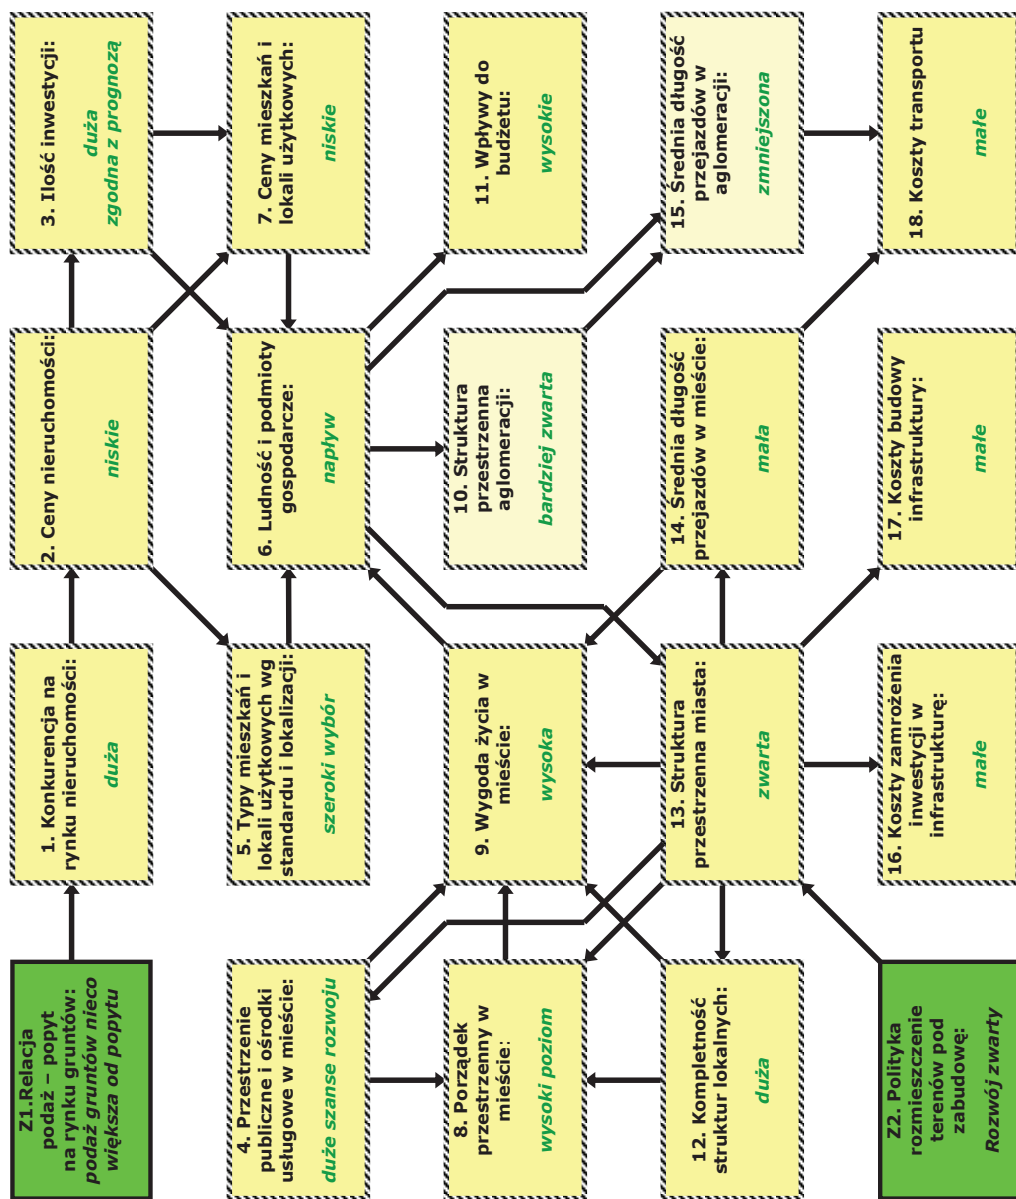 Z1.Relacja
podaż – popyt
na rynku gruntów:
podaż gruntów nieco
większa od popytu
1. Konkurencja na
rynku nieruchomości:
duża
2. Ceny nieruchomości:
niskie
3. Ilość inwestycji:
duża
zgodna z prognozą
4. Przestrzenie
publiczne i ośrodki
usługowe w mieście:
duże szanse rozwoju
5. Typy mieszkań i
lokali użytkowych wg
standardu i lokalizacji:
szeroki wybór
6. Ludność i podmioty
gospodarcze:
napływ
7. Ceny mieszkań i
lokali użytkowych:
niskie
8. Porządek
przestrzenny w
mieście:
wysoki poziom
9. Wygoda życia w
mieście:
wysoka
10. Struktura
przestrzenna
aglomeracji:
bardziej zwarta
11. Wpływy do
budżetu:
wysokie
12. Kompletność
struktur lokalnych:
duża
13. Struktura
przestrzenna miasta:
zwarta
14. Średnia długość
przejazdów w mieście:
mała
15. Średnia długość
przejazdów w
aglomeracji:
zmniejszona
Z2. Polityka
rozmieszczenie
terenów pod
zabudowę:
Rozwój zwarty
16. Koszty zamrożenia
inwestycji w
infrastrukturę:
małe
17. Koszty budowy
infrastruktury:
małe
18. Koszty transportu
małe